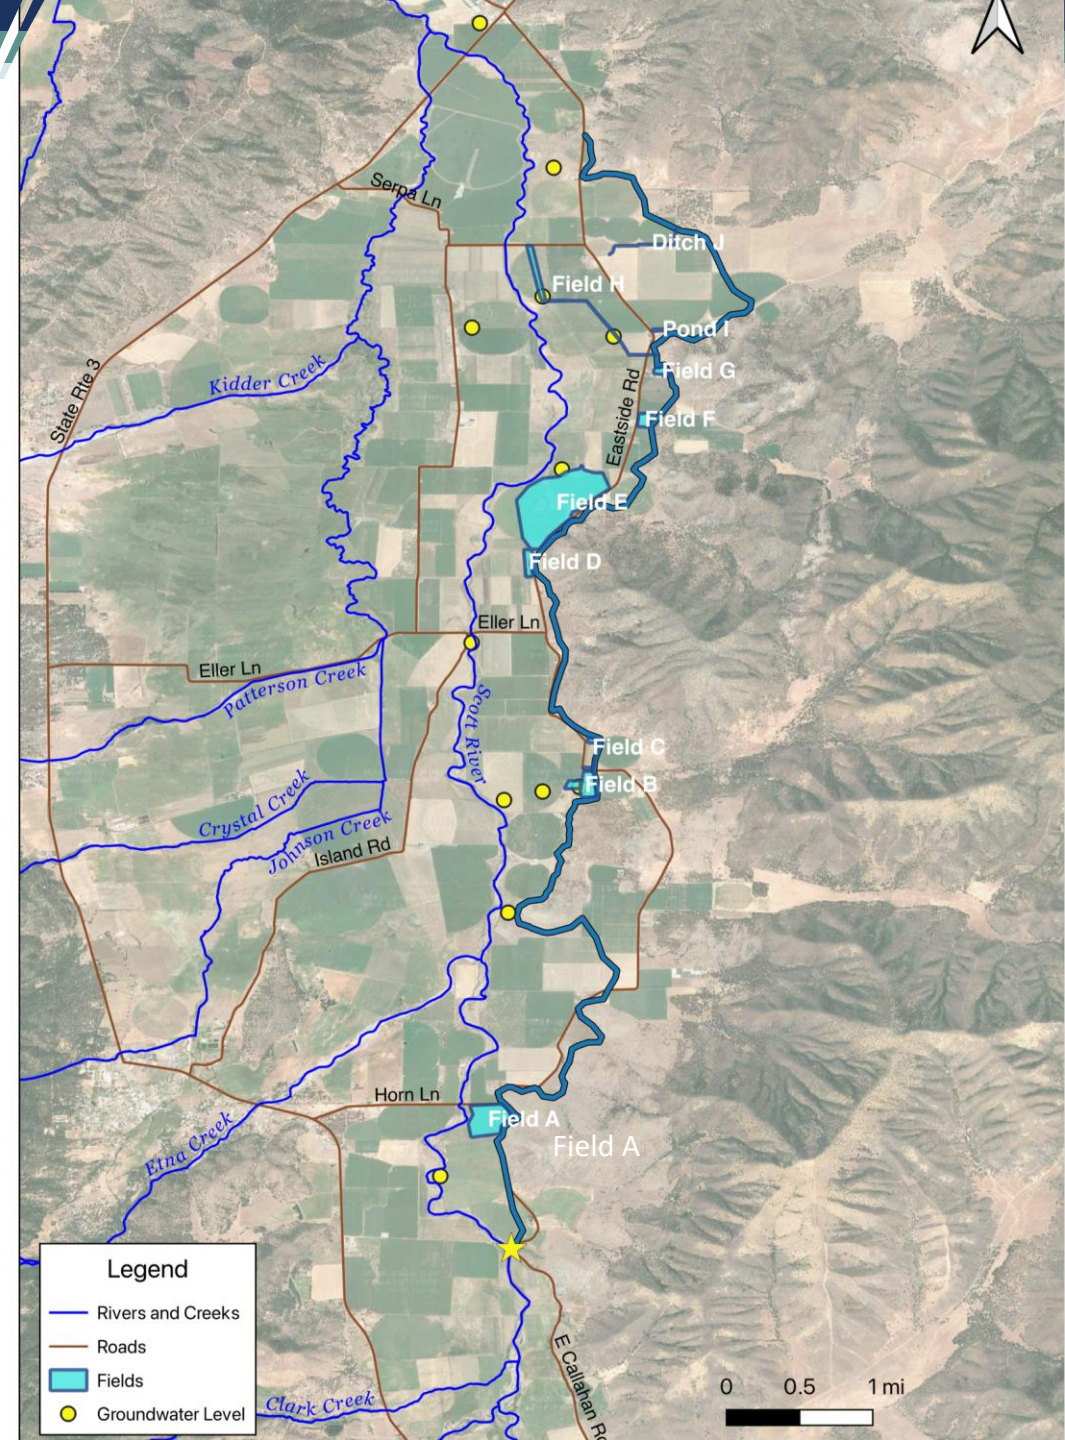 Serpa Ln
Ditch J
Field H
Pond I
Kidder Creek
State Rte 3
Field G
Eastside Rd
Field F
Field E
Field D
Eller Ln
Eller Ln
Patterson Creek
Scott River
Field C
Field B
Crystal Creek
Johnson Creek
Island Rd
Horn Ln
Field A
Etna Creek
Field A
Legend
Rivers and Creeks
Roads
Fields
Groundwater Level
E Callahan Rd
Clark Creek
0 0.5 1 mi